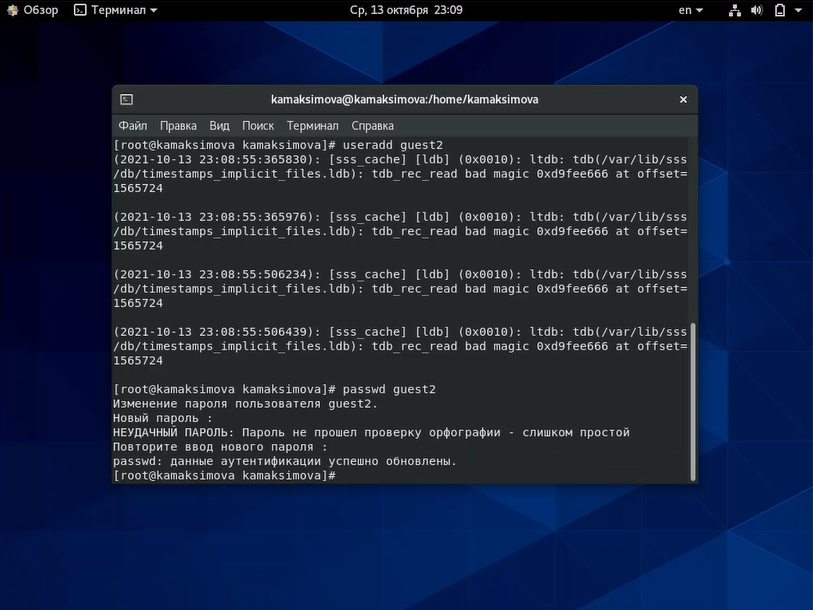 Обзор Терминал Ср, 13 октября 23:09 en
kamaksimova@kamaksimova:/home/kamaksimova
Файл Правка Вид Поиск Терминал Справка
[root@kamaksimova kamaksimova]# useradd guest2
(2021-10-13 23:08:55:365830): [sss_cache] [ldb] (0x0010): ltdb: tdb(/var/lib/sss
/db/timestamps_implicit_files.ldb): tdb_rec_read bad magic 0xd9fee666 at offset=
1565724
(2021-10-13 23:08:55:365976): [sss_cache] [ldb] (0x0010): ltdb: tdb(/var/lib/sss
/db/timestamps_implicit_files.ldb): tdb_rec_read bad magic 0xd9fee666 at offset=
1565724
(2021-10-13 23:08:55:506234): [sss_cache] [ldb] (0x0010): ltdb: tdb(/var/lib/sss
/db/timestamps_implicit_files.ldb): tdb_rec_read bad magic 0xd9fee666 at offset=
1565724
(2021-10-13 23:08:55:506439): [sss_cache] [ldb] (0x0010): ltdb: tdb(/var/lib/sss
/db/timestamps_implicit_files.ldb): tdb_rec_read bad magic 0xd9fee666 at offset=
1565724
[root@kamaksimova kamaksimova]# passwd guest2
Изменение пароля пользователя guest2.
Новый пароль :
НЕУДАЧНЫЙ ПАРОЛЬ: Пароль не прошел проверку орфографии - слишком простой
Повторите ввод нового пароля :
passwd: данные аутентификации успешно обновлены.
[root@kamaksimova kamaksimova]#